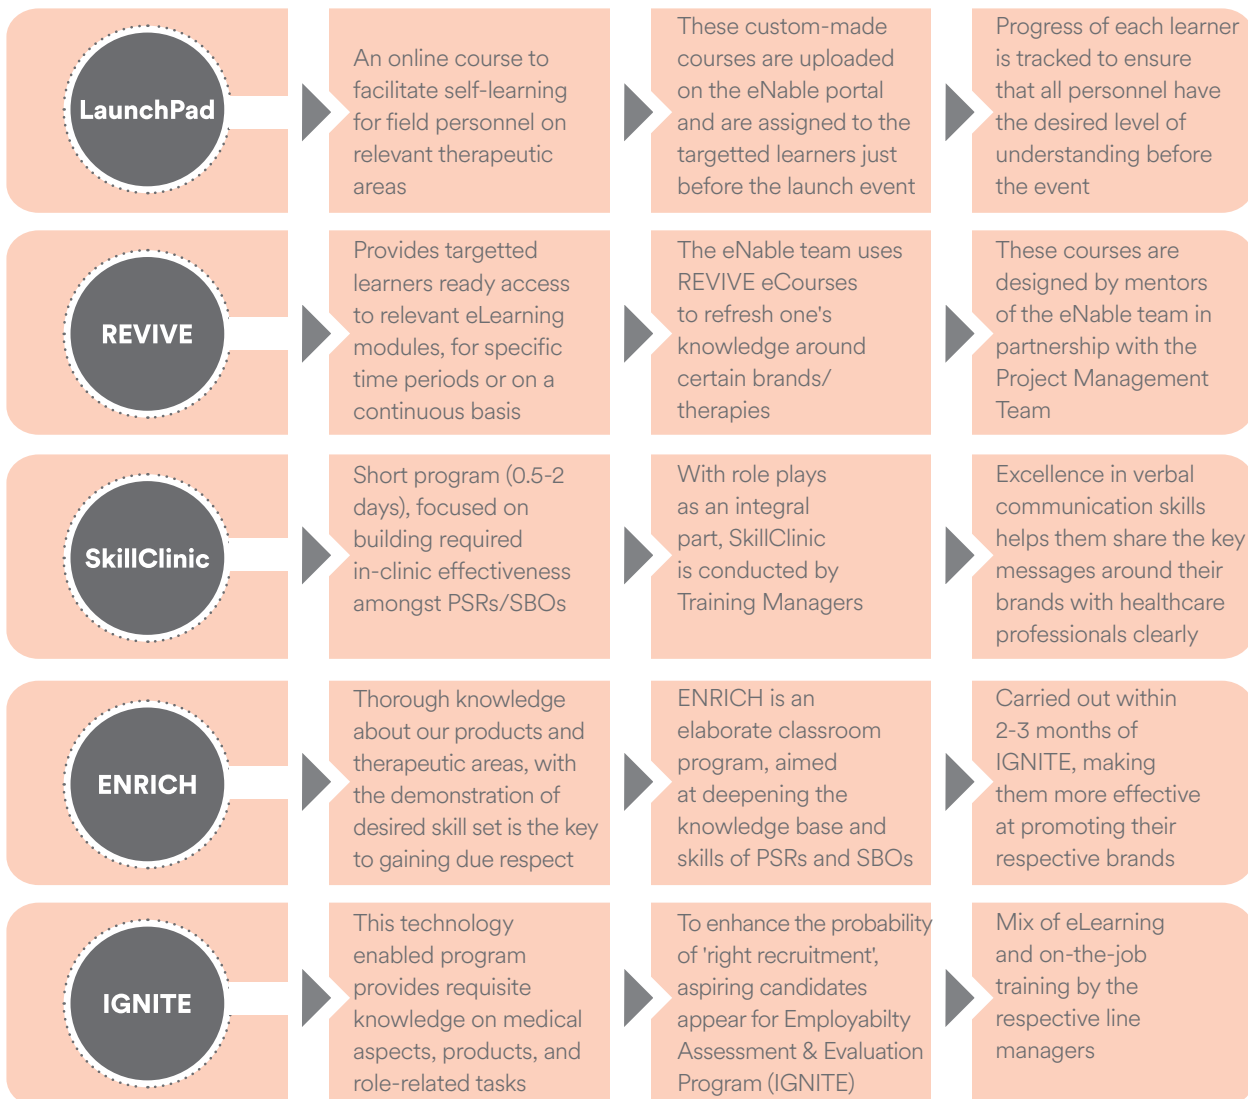 LaunchPad
An online course to
facilitate self-learning
for field personnel on
relevant therapeutic
areas
These custom-made
courses are uploaded
on the eNable portal
and are assigned to the
targetted learners just
before the launch event
Progress of each learner
is tracked to ensure
that all personnel have
the desired level of
understanding before
the event
REVIVE
Provides targetted
learners ready access
to relevant eLearning
modules, for specific
time periods or on a
continuous basis
The eNable team uses
REVIVE eCourses
to refresh one's
knowledge around
certain brands/
therapies
These courses are
designed by mentors
of the eNable team in
partnership with the
Project Management
Team
SkillClinic
Short program (0.5-2
days), focused on
building required
in-clinic effectiveness
amongst PSRs/SBOs
With role plays
as an integral
part, SkillClinic
is conducted by
Training Managers
Excellence in verbal
communication skills
helps them share the key
messages around their
brands with healthcare
professionals clearly
ENRICH
Thorough knowledge
about our products and
therapeutic areas, with
the demonstration of
desired skill set is the key
to gaining due respect
ENRICH is an
elaborate classroom
program, aimed
at deepening the
knowledge base and
skills of PSRs and SBOs
Carried out within
2-3 months of
IGNITE, making
them more effective
at promoting their
respective brands
IGNITE
This technology
enabled program
provides requisite
knowledge on medical
aspects, products, and
role-related tasks
To enhance the probability
of 'right recruitment',
aspiring candidates
appear for Employabilty
Assessment & Evaluation
Program (IGNITE)
Mix of eLearning
and on-the-job
training by the
respective line
managers